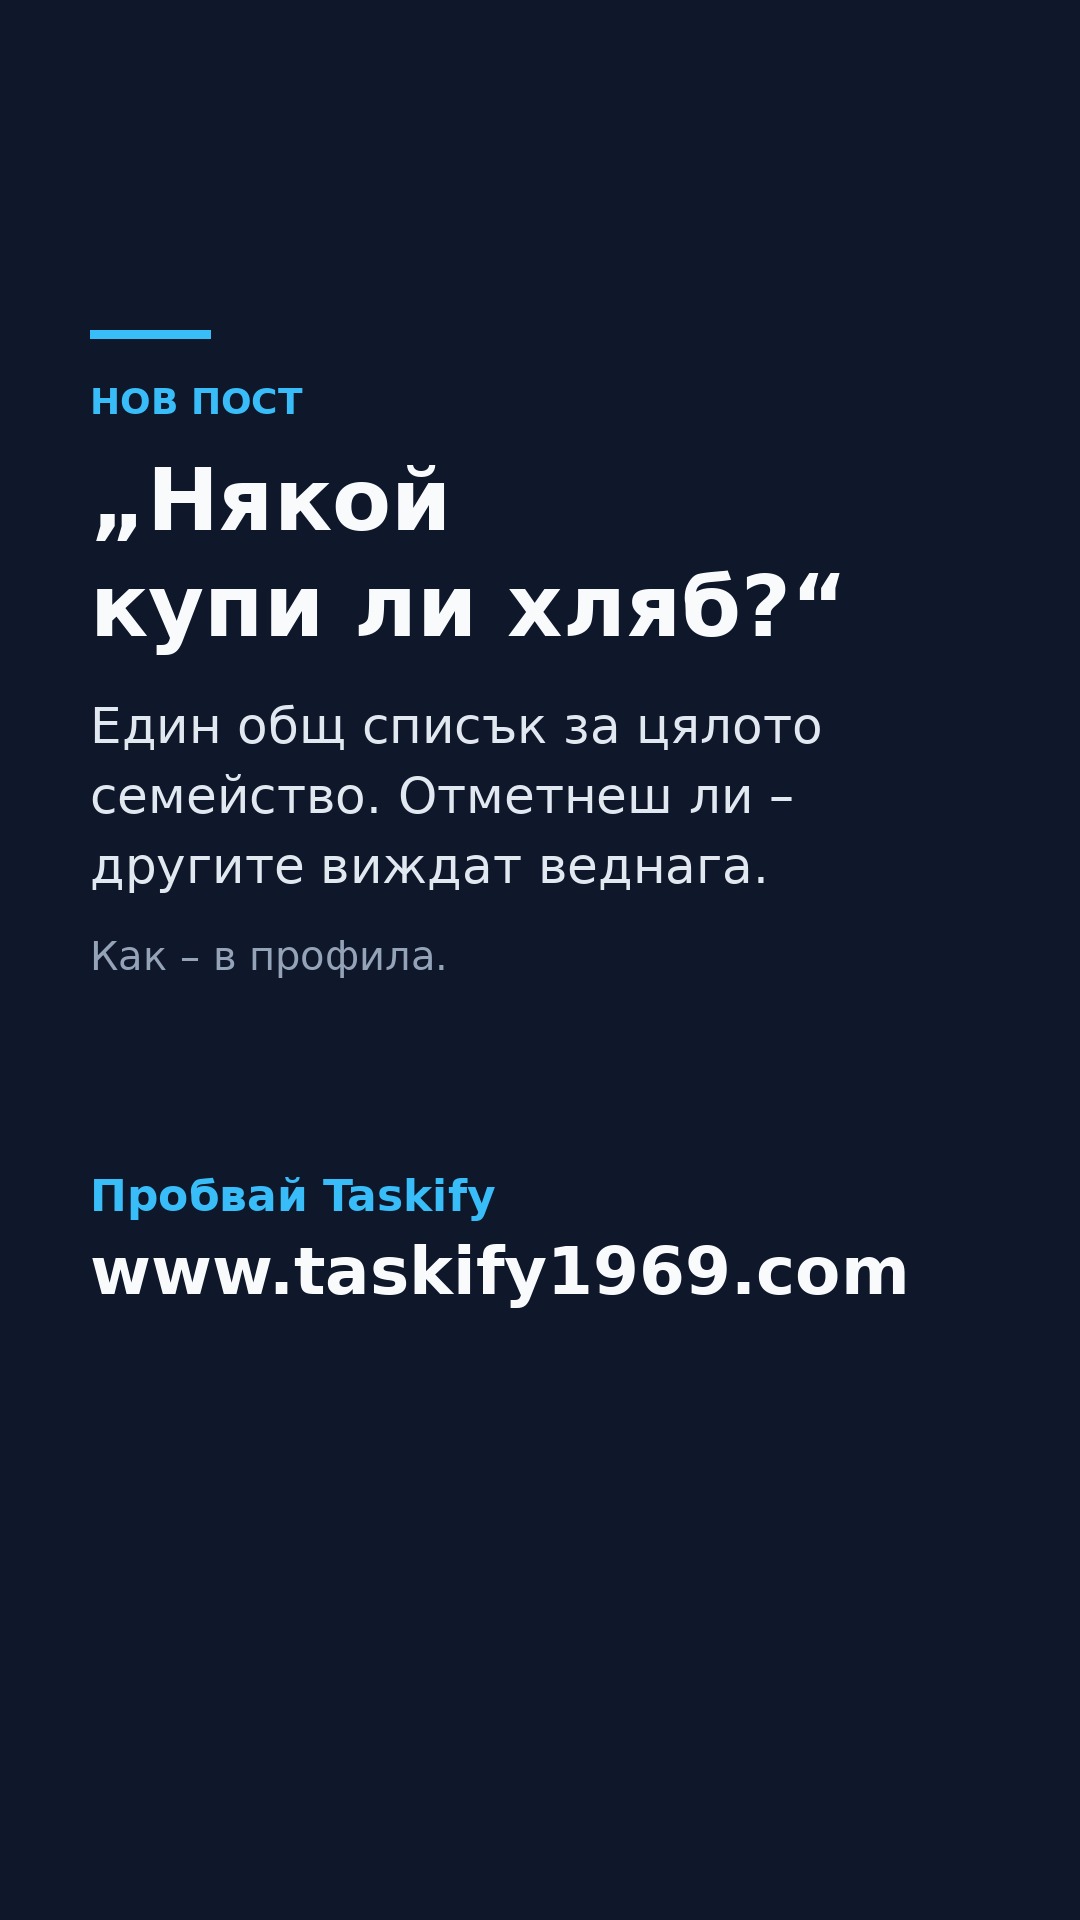 НОВ ПОСТ
„Някой
купи ли хляб?“
Един общ списък за цялото
семейство. Отметнеш ли –
другите виждат веднага.
Как – в профила.
Пробвай Taskify
www.taskify1969.com